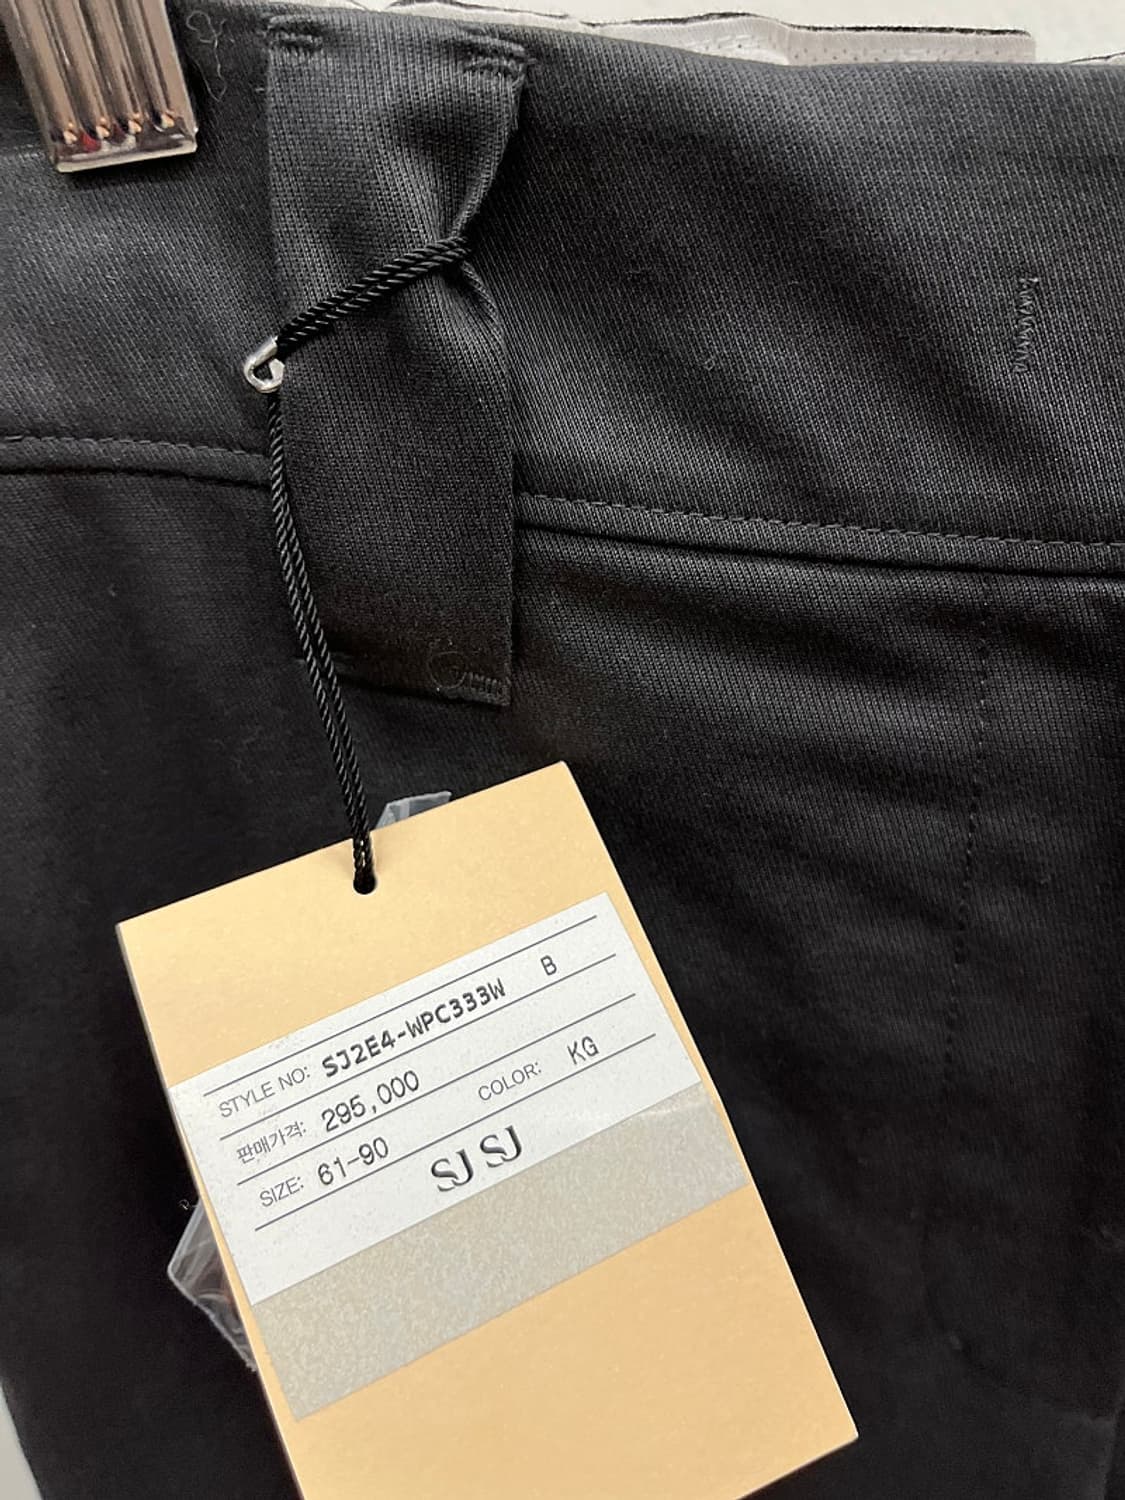 STYLE NO: SJ2E4-WPC333W B
판매가격: 295,000
SIZE: 61-90 COLOR: KG
SJ SJ